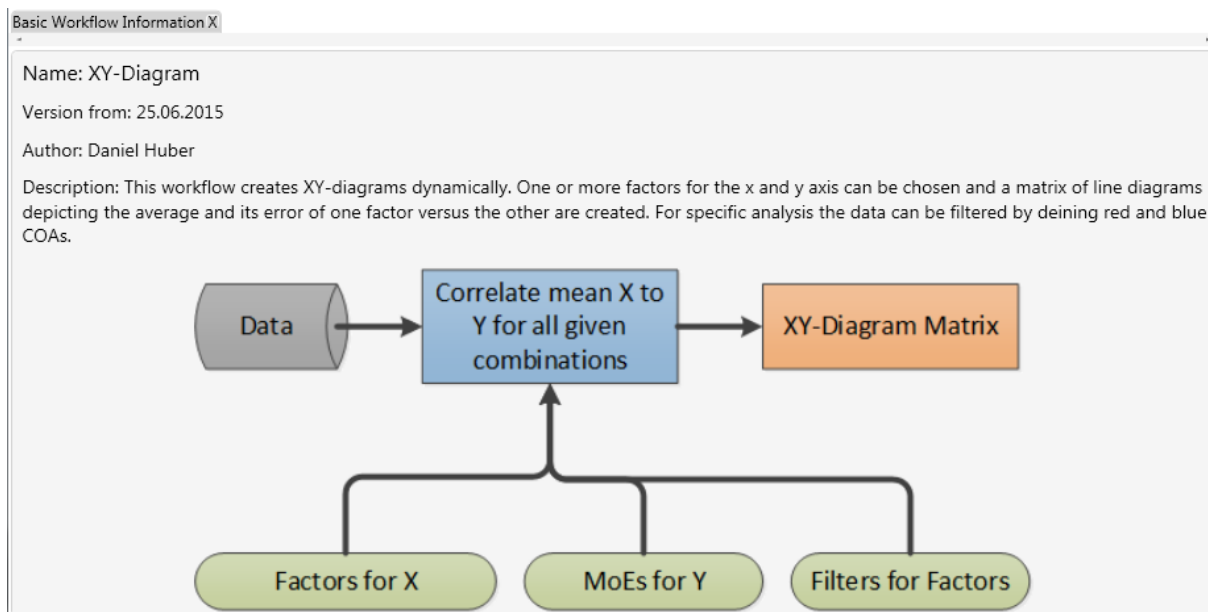 Basic Workflow Information X
Name: XY-Diagram
Version from: 25.06.2015
Author: Daniel Huber
Description: This workflow creates XY-diagrams dynamically. One or more factors for the x and y axis can be chosen and a matrix of line diagrams
depicting the average and its error of one factor versus the other are created. For specific analysis the data can be filtered by deining red and blue
COAs.
Data
Correlate mean X to
Y for all given
combinations
XY-Diagram Matrix
Factors for X
MoEs for Y
Filters for Factors